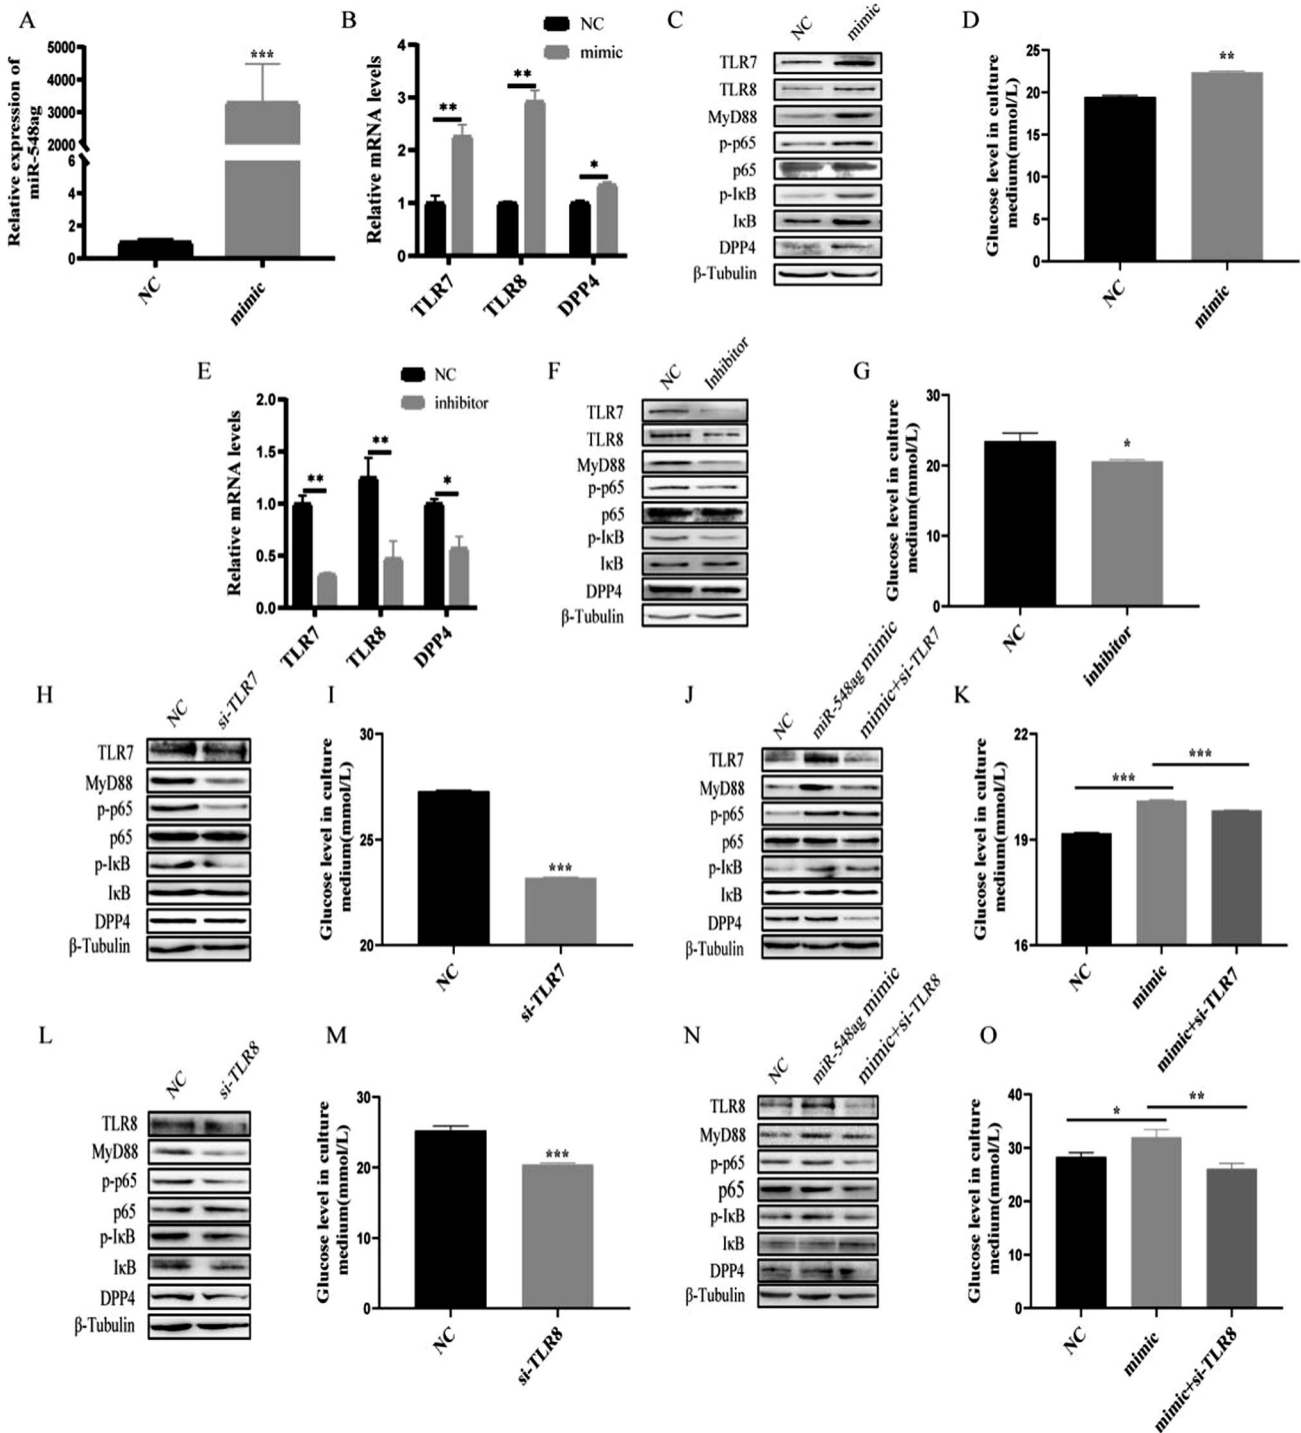 A
Relative expression of
miR-548ag
5000
4000
3000
2000
6
4
2
0
***
NC
mimic
B
NC
mimic
Relative mRNA levels
4
3
2
1
0
**
**
*
TLR7
TLR8
DPP4
C
NC
mimic
TLR7
TLR8
MyD88
p-p65
p65
p-IκB
IκB
DPP4
β-Tubulin
D
Glucose level in culture
medium(mmol/L)
25
20
15
10
5
0
**
NC
mimic
E
NC
inhibitor
Relative mRNA levels
2.0
1.5
1.0
0.5
0.0
**
**
*
TLR7
TLR8
DPP4
F
NC
Inhibitor
TLR7
TLR8
MyD88
p-p65
p65
p-IκB
IκB
DPP4
β-Tubulin
G
Glucose level in culture
medium(mmol/L)
30
20
10
0
*
NC
inhibitor
H
NC
si-TLR7
TLR7
MyD88
p-p65
p65
p-IκB
IκB
DPP4
β-Tubulin
I
Glucose level in culture
medium(mmol/L)
30
25
20
***
NC
si-TLR7
J
NC
miR-548ag mimic
mimic+si-TLR7
TLR7
MyD88
p-p65
p65
p-IκB
IκB
DPP4
β-Tubulin
K
Glucose level in culture
medium(mmol/L)
22
19
16
***
***
NC
mimic
mimic+si-TLR7
L
NC
si-TLR8
TLR8
MyD88
p-p65
p65
p-IκB
IκB
DPP4
β-Tubulin
M
Glucose level in culture
medium(mmol/L)
30
20
10
0
***
NC
si-TLR8
N
NC
miR-548ag mimic
mimic+si-TLR8
TLR8
MyD88
p-p65
p65
p-IκB
IκB
DPP4
β-Tubulin
O
Glucose level in culture
medium(mmol/L)
40
30
20
10
0
*
**
NC
mimic
mimic+si-TLR8